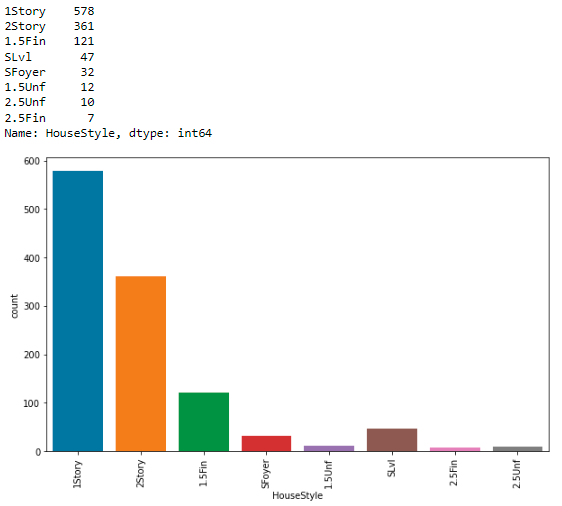 1Story 578
2Story 361
1.5Fin 121
SLvl 47
SFoyer 32
1.5Unf 12
2.5Unf 10
2.5Fin 7
Name: HouseStyle, dtype: int64
600
500
400
300
200
100
0
count
1Story 2Story 1.5Fin SFoyer 1.5Unf SLvl 2.5Fin 2.5Unf
HouseStyle